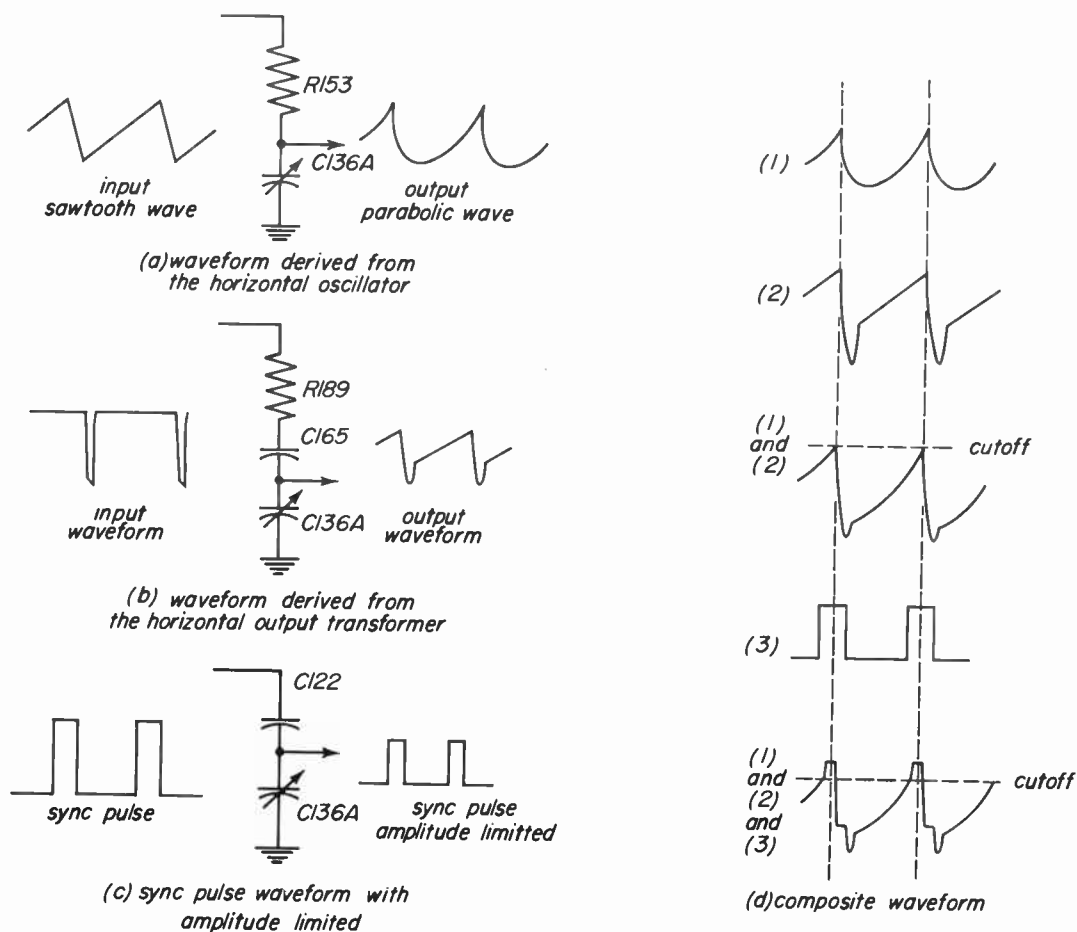 R153
C136A
input
sawtooth wave
output
parabolic wave
(a) waveform derived from
the horizontal oscillator
R189
C165
C136A
input
waveform
output
waveform
(b) waveform derived from
the horizontal output transformer
C122
C136A
sync pulse
sync pulse
amplitude limitted
(c) sync pulse waveform with
amplitude limited
(1)
(2)
(1)
and
(2)
cutoff
(3)
(1)
and
(2)
and
(3)
cutoff
(d) composite waveform